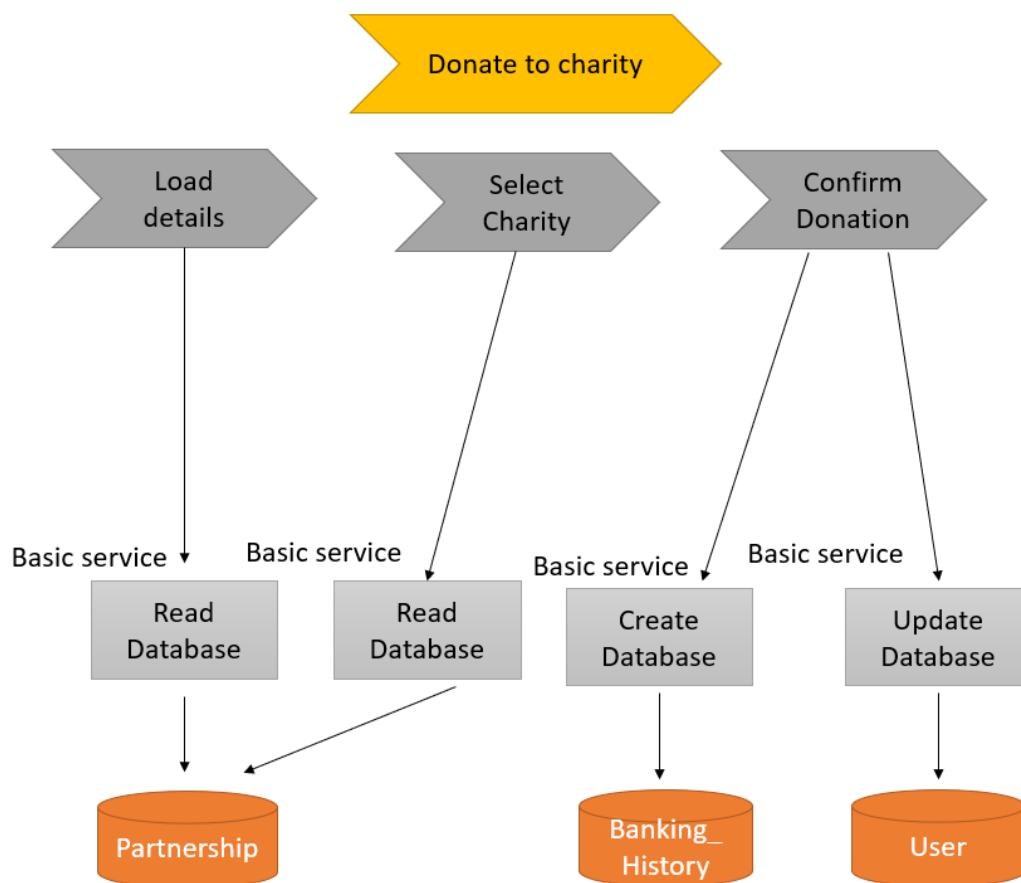 Donate to charity
Load
details
Select
Charity
Confirm
Donation
Basic service
Basic service
Basic service
Basic service
Read
Database
Read
Database
Create
Database
Update
Database
Partnership
Banking_
History
User